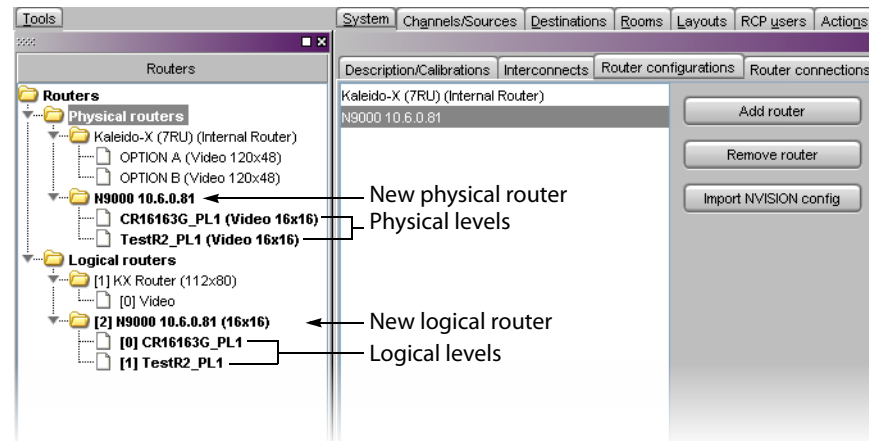 Tools
System Channels/Sources Destinations Rooms Layouts RCP users Actions
Routers
Description/Calibrations Interconnects Router configurations Router connections
Routers
Physical routers
Kaleido-X (7RU) (Internal Router)
OPTION A (Video 120x48)
OPTION B (Video 120x48)
N9000 10.6.0.81
CR16163G_PL1 (Video 16x16)
TestR2_PL1 (Video 16x16)
Logical routers
[1] KX Router (112x80)
[0] Video
[2] N9000 10.6.0.81 (16x16)
[0] CR16163G_PL1
[1] TestR2_PL1
New physical router
Physical levels
New logical router
Logical levels
Kaleido-X (7RU) (Internal Router)
N9000 10.6.0.81
Add router
Remove router
Import NVISION config